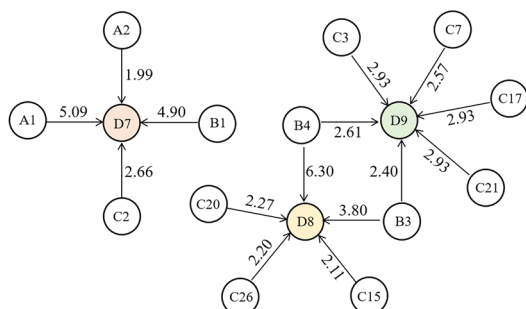 A2
C3
C7
1.99
2.93
2.57
C17
A1
5.09
D7
4.90
B1
B4
2.61
D9
2.93
2.66
6.30
2.40
2.93
C21
C2
C20
2.27
D8
3.80
B3
2.20
2.11
C26
C15